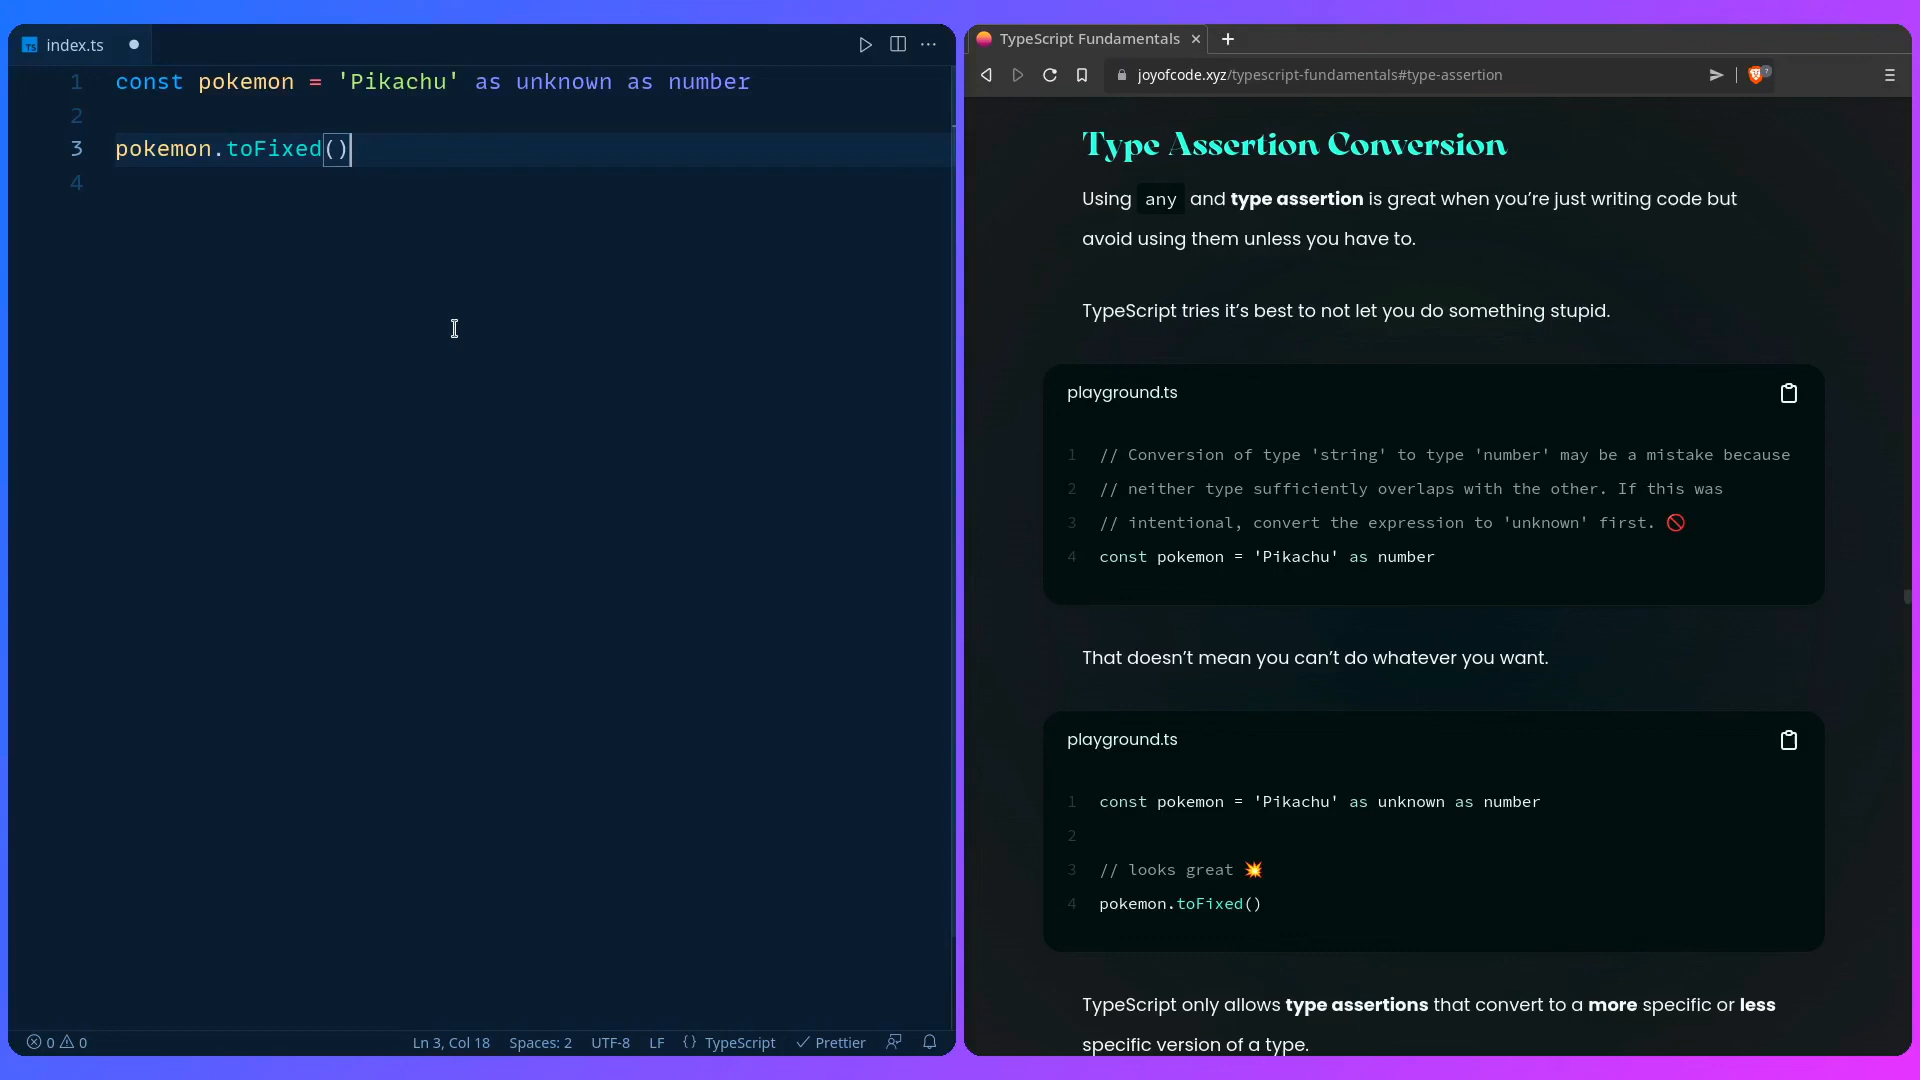 index.ts
1 const pokemon = 'Pikachu' as unknown as number
2
3 pokemon.toFixed()
4
0 0
Ln 3, Col 18 Spaces: 2 UTF-8 LF {} TypeScript Prettier
TypeScript Fundamentals
joyofcode.xyz/typescript-fundamentals#type-assertion
Type Assertion Conversion
Using any and type assertion is great when you’re just writing code but
avoid using them unless you have to.
TypeScript tries it’s best to not let you do something stupid.
playground.ts
1 // Conversion of type 'string' to type 'number' may be a mistake because
2 // neither type sufficiently overlaps with the other. If this was
3 // intentional, convert the expression to 'unknown' first. 🚫
4 const pokemon = 'Pikachu' as number
That doesn’t mean you can’t do whatever you want.
playground.ts
1 const pokemon = 'Pikachu' as unknown as number
2
3 // looks great 💥
4 pokemon.toFixed()
TypeScript only allows type assertions that convert to a more specific or less
specific version of a type.